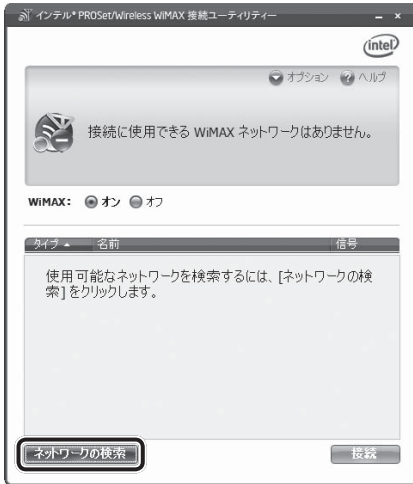 インテル® PROSet/Wireless WiMAX 接続ユーティリティー
intel
オプション ヘルプ
接続に使用できる WiMAX ネットワークはありません。
WiMAX: オン オフ
タイプ 名前 信号
使用可能なネットワークを検索するには、[ネットワークの検
索] をクリックします。
ネットワークの検索 接続